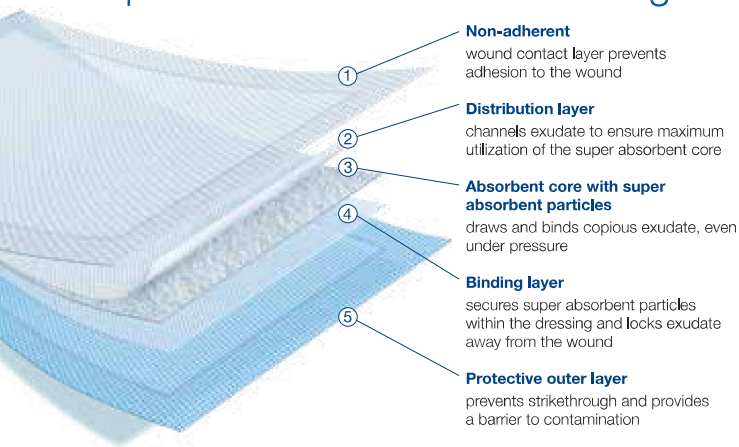 Non-adherent
wound contact layer prevents
adhesion to the wound
1
Distribution layer
channels exudate to ensure maximum
utilization of the super absorbent core
2
Absorbent core with super
absorbent particles
draws and binds copious exudate, even
under pressure
3
Binding layer
secures super absorbent particles
within the dressing and locks exudate
away from the wound
4
Protective outer layer
prevents strikethrough and provides
a barrier to contamination
5